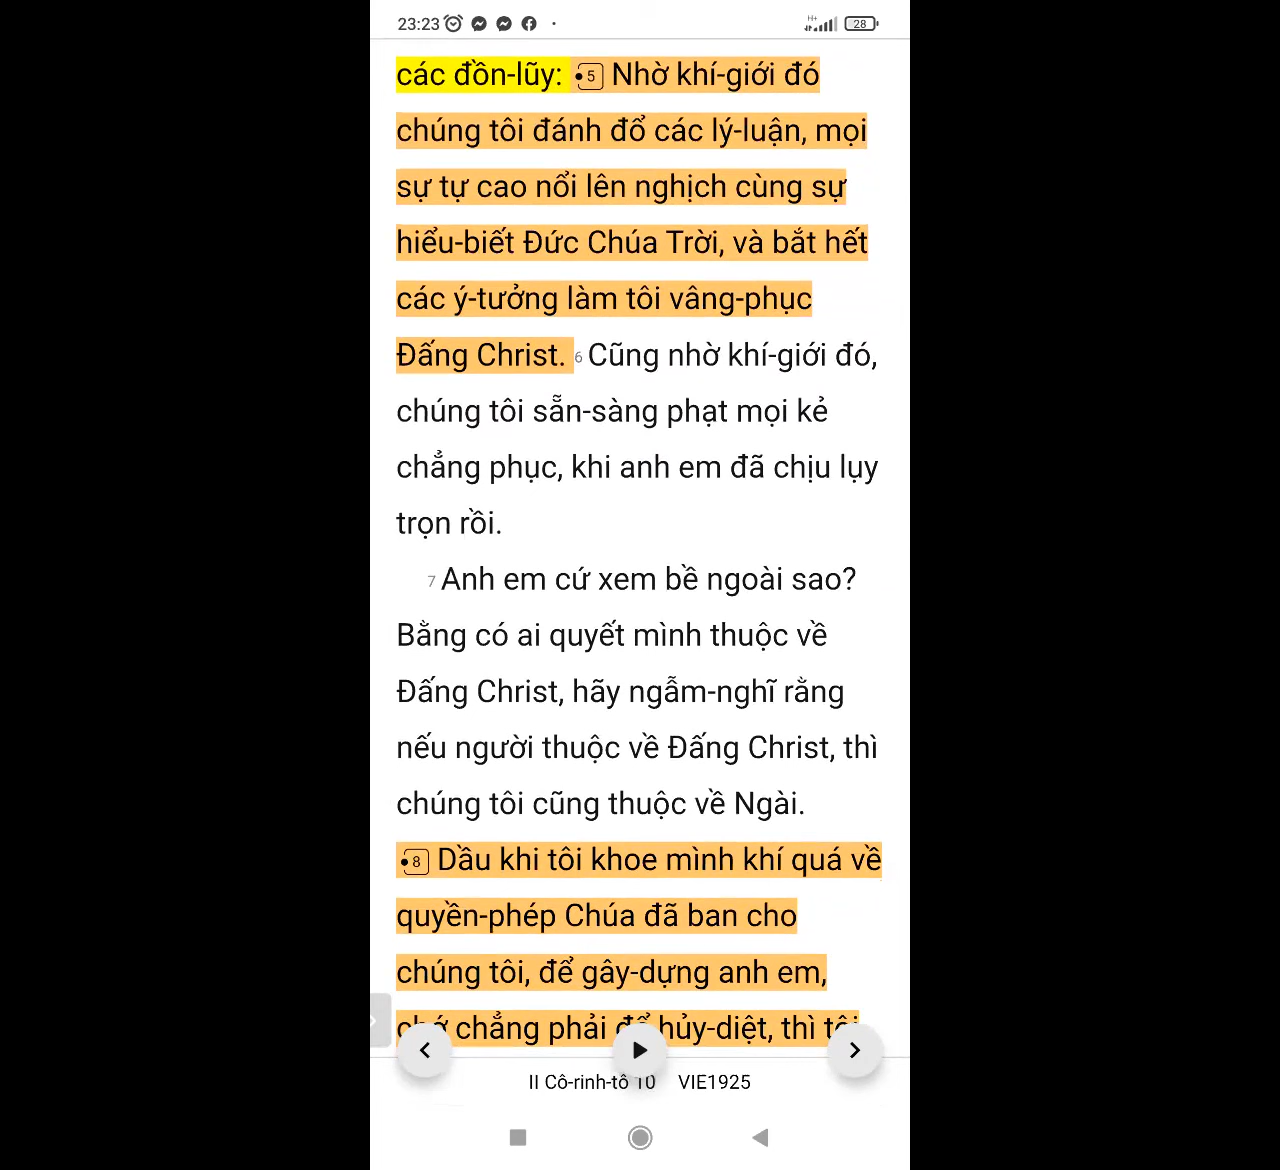 23:23 H+ 28
các đồn-lũy: 5 Nhờ khí-giới đó
chúng tôi đánh đổ các lý-luận, mọi
sự tự cao nổi lên nghịch cùng sự
hiểu-biết Đức Chúa Trời, và bắt hết
các ý-tưởng làm tôi vâng-phục
Đấng Christ. 6 Cũng nhờ khí-giới đó,
chúng tôi sẵn-sàng phạt mọi kẻ
chẳng phục, khi anh em đã chịu lụy
trọn rồi.
7 Anh em cứ xem bề ngoài sao?
Bằng có ai quyết mình thuộc về
Đấng Christ, hãy ngẫm-nghĩ rằng
nếu người thuộc về Đấng Christ, thì
chúng tôi cũng thuộc về Ngài.
8 Dầu khi tôi khoe mình khí quá về
quyền-phép Chúa đã ban cho
chúng tôi, để gây-dựng anh em,
chớ chẳng phải để hủy-diệt, thì tôi
II Cô-rinh-tô 10 VIE1925